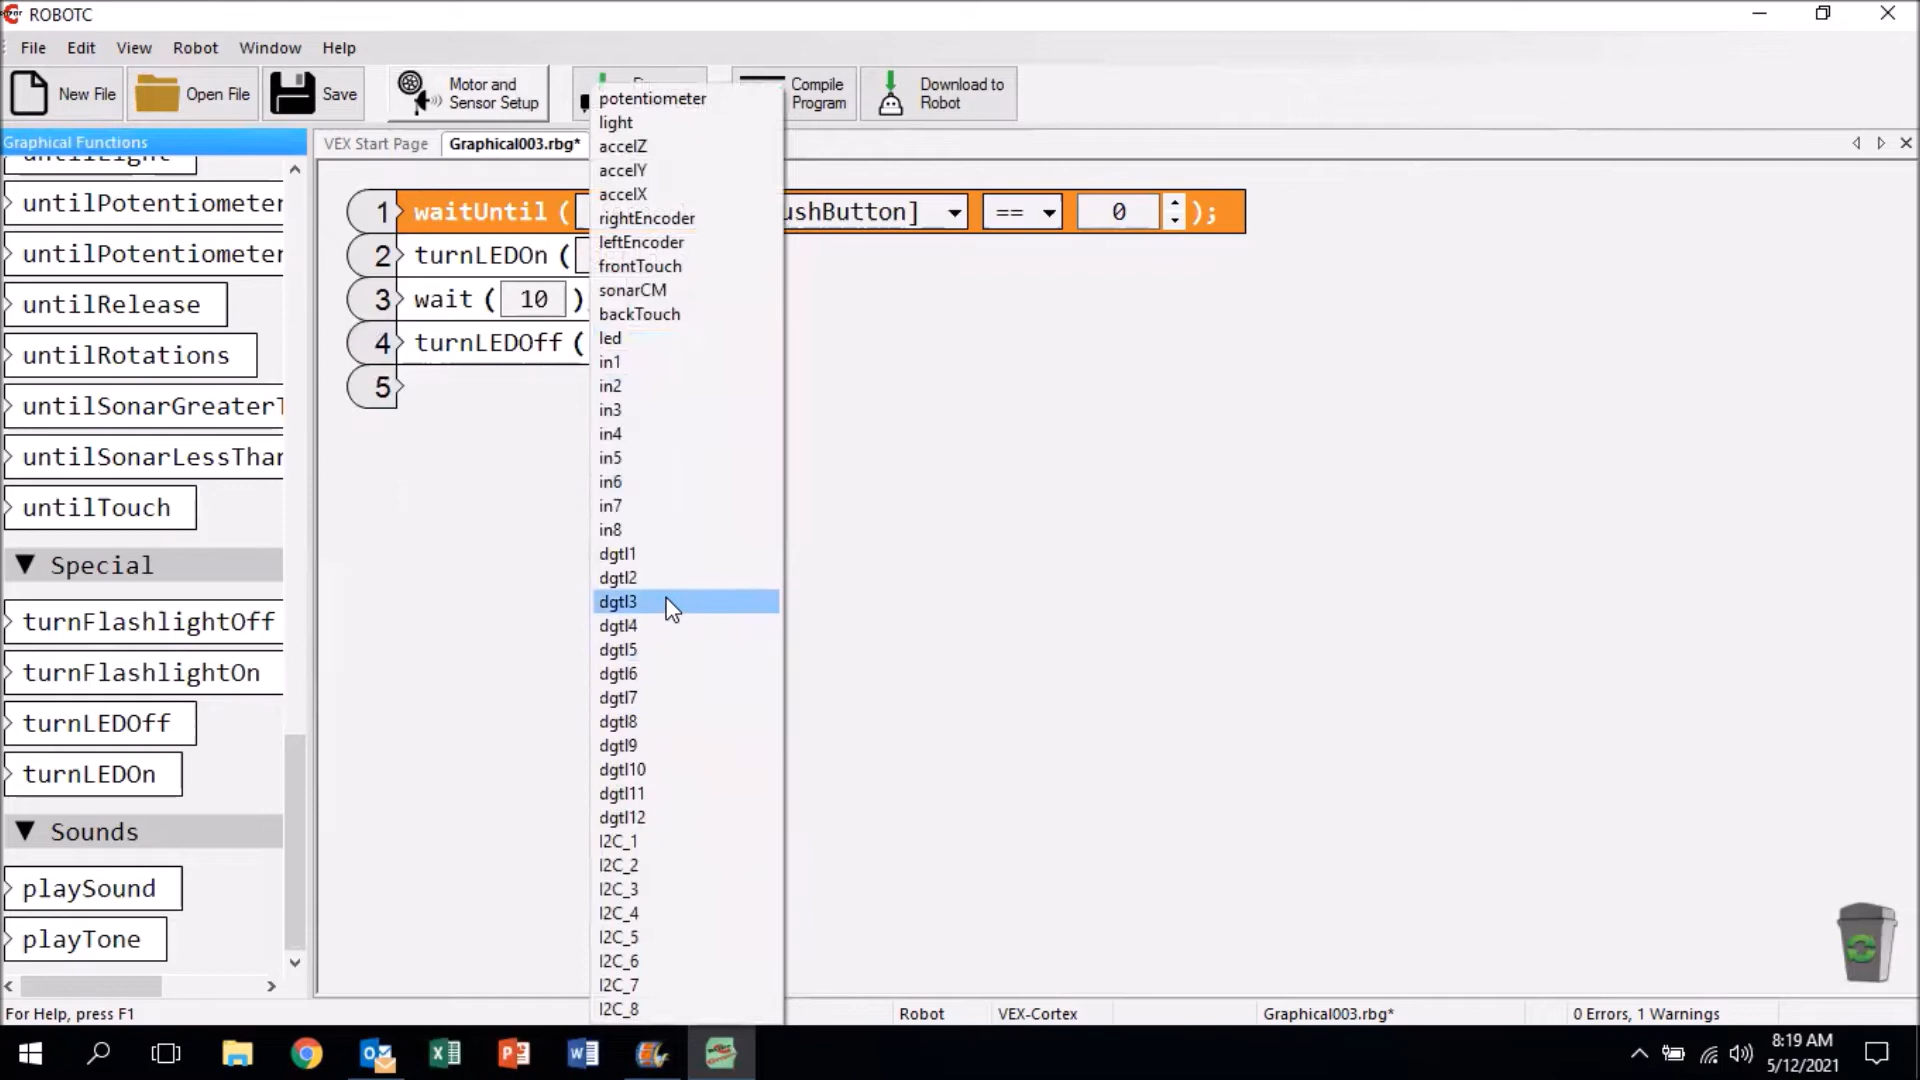 ROBOTC
File Edit View Robot Window Help
New File Open File Save Motor and Sensor Setup Compile Program Download to Robot
Graphical Functions
VEX Start Page Graphical003.rbg*
untilPotentiometer
untilPotentiometer
untilRelease
untilRotations
untilSonarGreaterT
untilSonarLessThan
untilTouch
Special
turnFlashlightOff
turnFlashlightOn
turnLEDOff
turnLEDOn
Sounds
playSound
playTone
1 waitUntil ( ushButton] == 0 );
2 turnLEDOn (
3 wait ( 10 )
4 turnLEDOff (
5
potentiometer
light
accelZ
accelY
accelX
rightEncoder
leftEncoder
frontTouch
sonarCM
backTouch
led
in1
in2
in3
in4
in5
in6
in7
in8
dgtl1
dgtl2
dgtl3
dgtl4
dgtl5
dgtl6
dgtl7
dgtl8
dgtl9
dgtl10
dgtl11
dgtl12
I2C_1
I2C_2
I2C_3
I2C_4
I2C_5
I2C_6
I2C_7
I2C_8
For Help, press F1 Robot VEX-Cortex Graphical003.rbg* 0 Errors, 1 Warnings
8:19 AM
5/12/2021